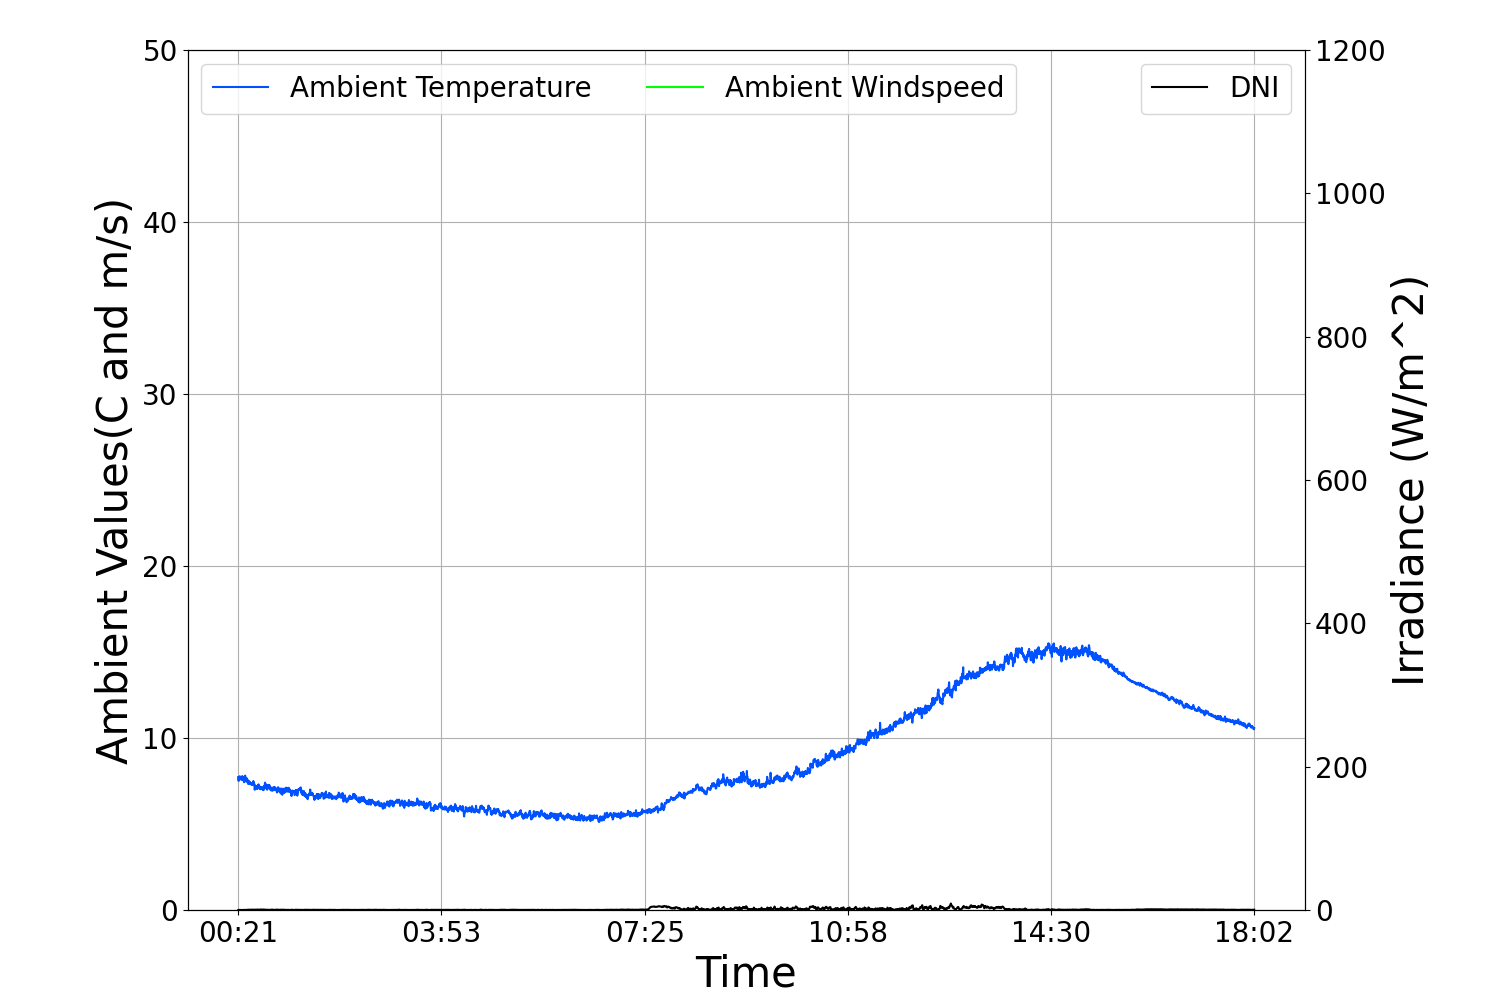 Ambient Temperature
Ambient Windspeed
DNI
50
40
30
20
10
0
Ambient Values(C and m/s)
1200
1000
800
600
400
200
0
Irradiance (W/m^2)
00:21 03:53 07:25 10:58 14:30 18:02
Time